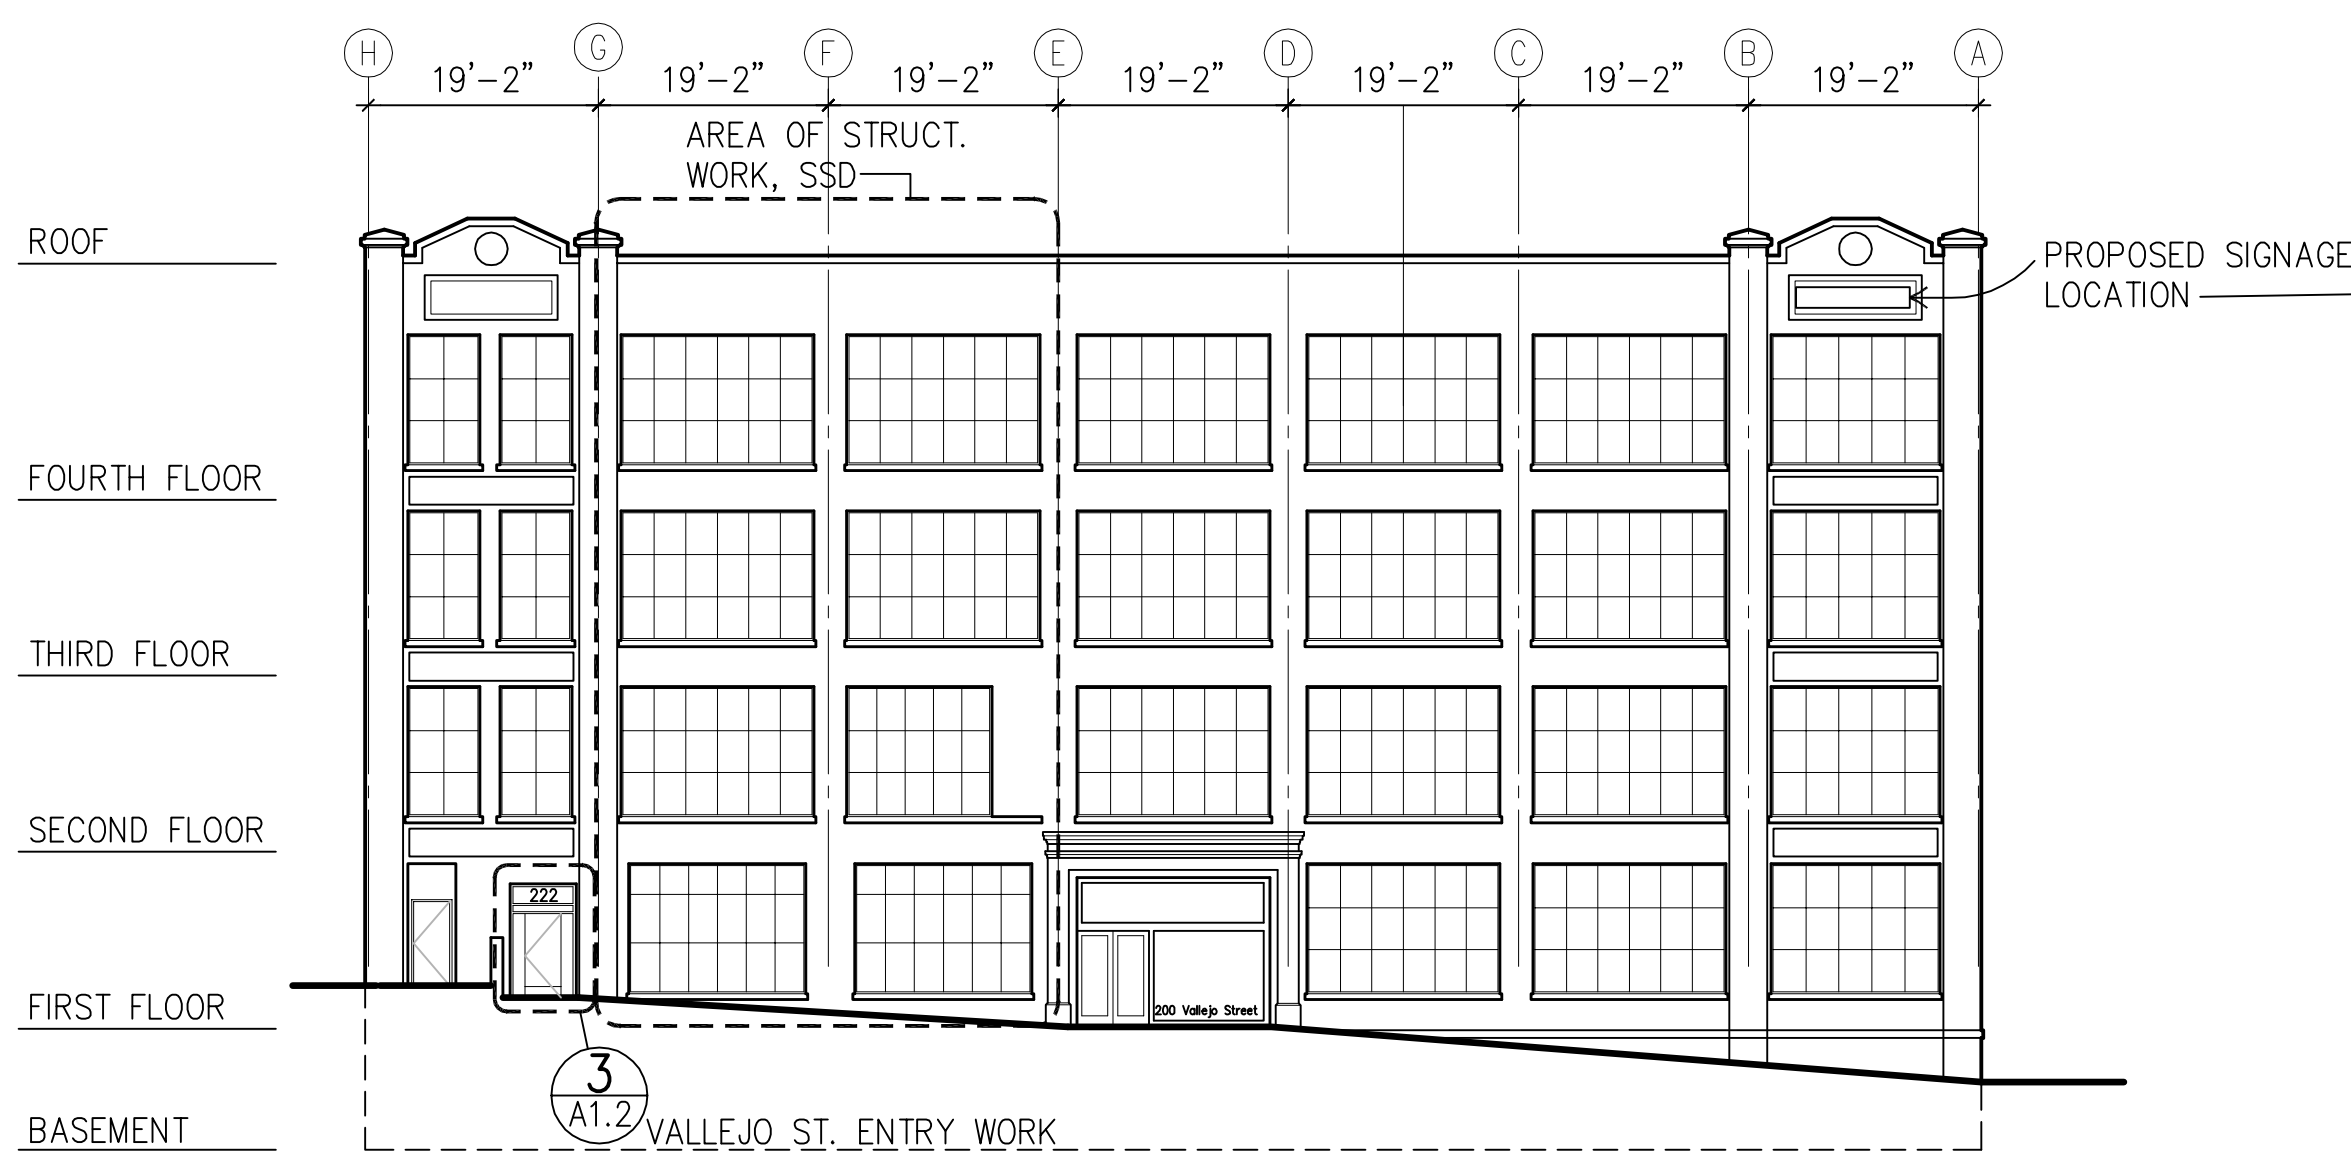 H G F E D C B A
19'-2" 19'-2" 19'-2" 19'-2" 19'-2" 19'-2" 19'-2"
AREA OF STRUCT.
WORK, SSD
ROOF
PROPOSED SIGNAGE
LOCATION
FOURTH FLOOR
THIRD FLOOR
SECOND FLOOR
222
FIRST FLOOR
200 Vallejo Street
3
A1.2
BASEMENT
VALLEJO ST. ENTRY WORK